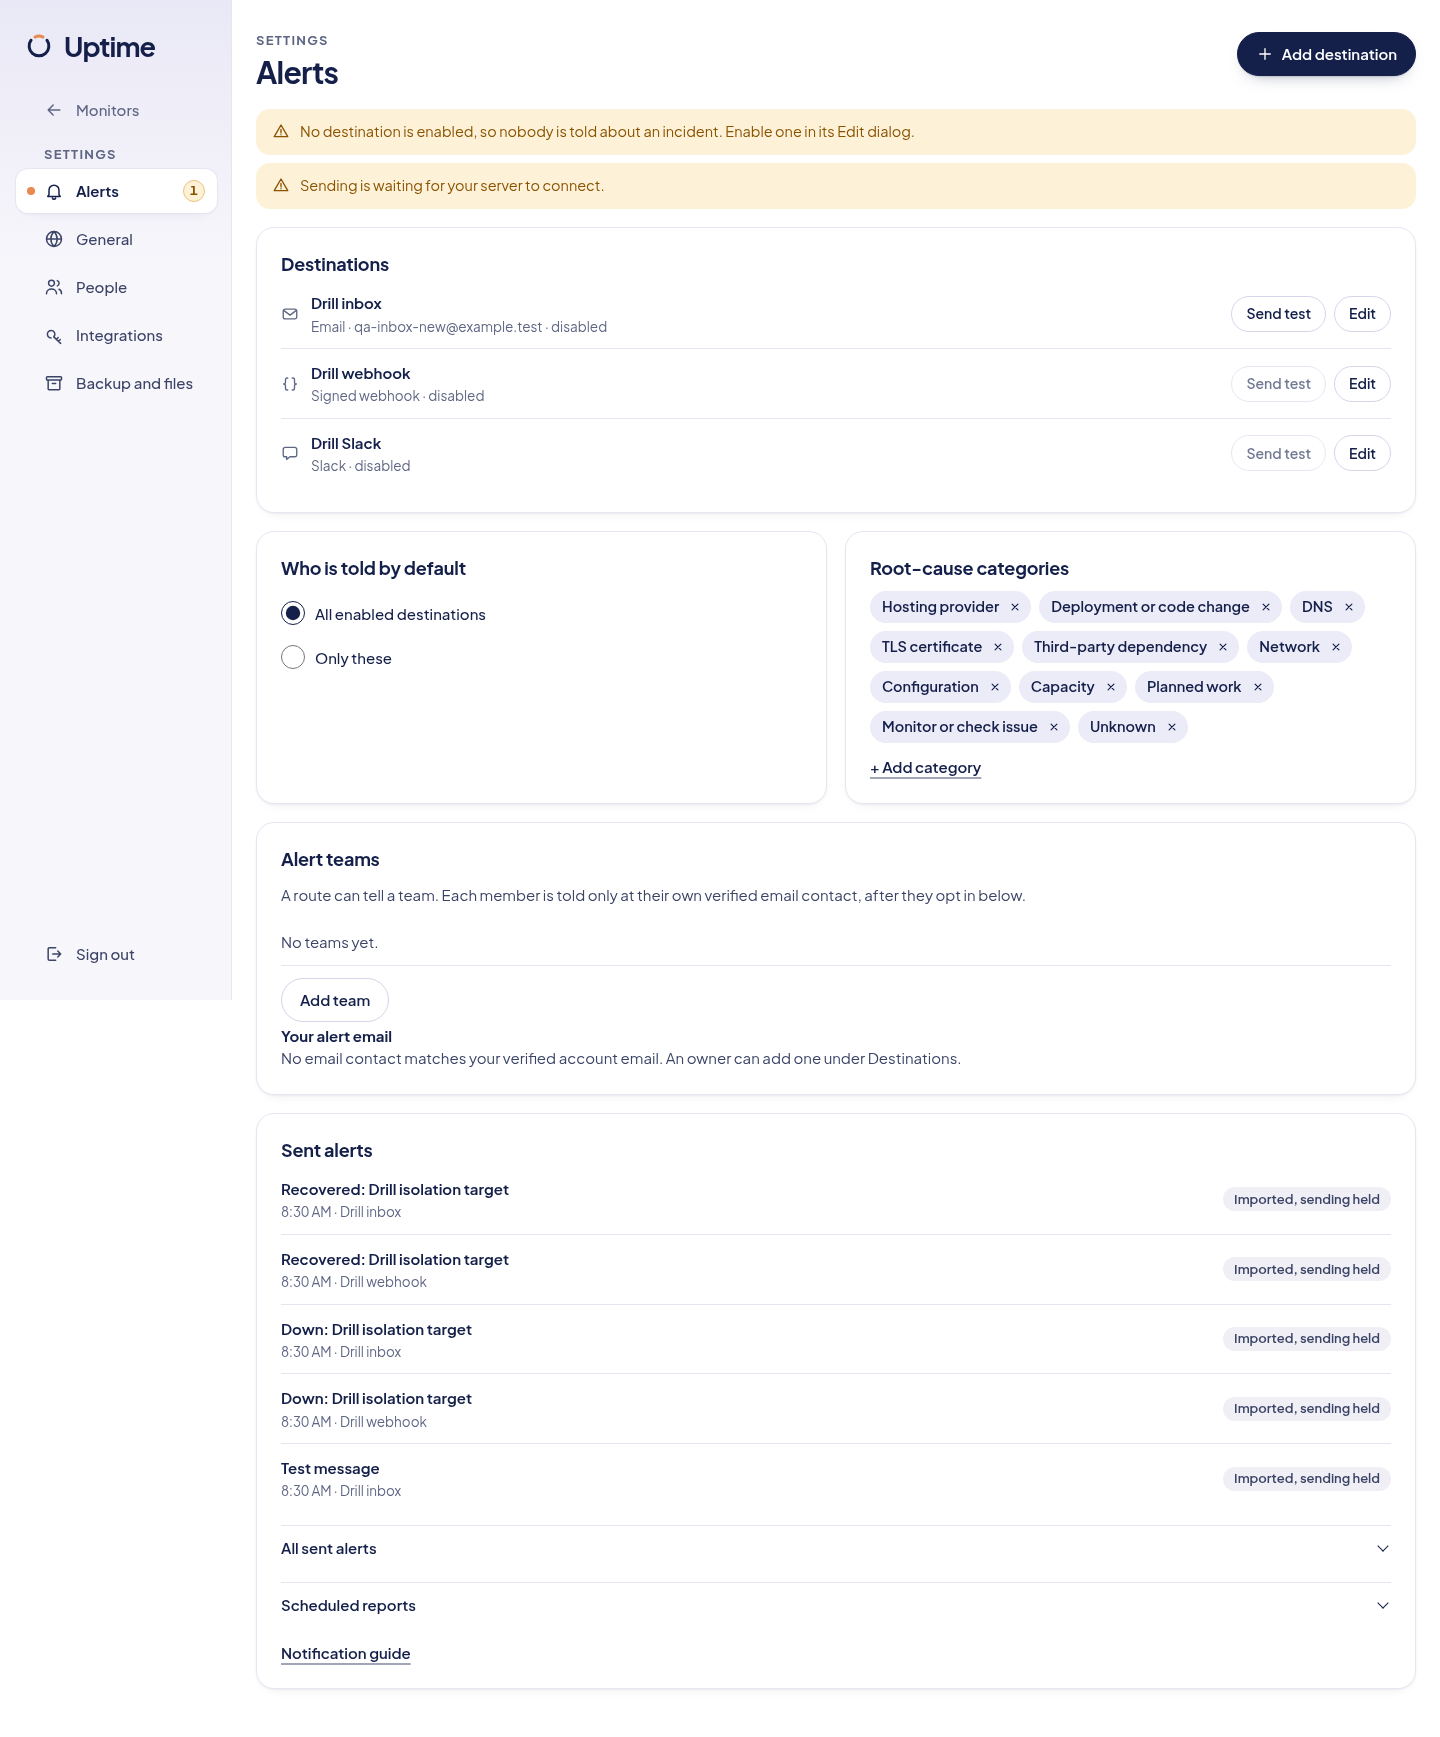 Uptime
Monitors
SETTINGS
Alerts 1
General
People
Integrations
Backup and files
Sign out
SETTINGS
Alerts
+ Add destination
No destination is enabled, so nobody is told about an incident. Enable one in its Edit dialog.
Sending is waiting for your server to connect.
Destinations
Drill inbox
Email · qa-inbox-new@example.test · disabled
Send test Edit
Drill webhook
Signed webhook · disabled
Send test Edit
Drill Slack
Slack · disabled
Send test Edit
Who is told by default
All enabled destinations
Only these
Root-cause categories
Hosting provider × Deployment or code change × DNS ×
TLS certificate × Third-party dependency × Network ×
Configuration × Capacity × Planned work ×
Monitor or check issue × Unknown ×
+ Add category
Alert teams
A route can tell a team. Each member is told only at their own verified email contact, after they opt in below.
No teams yet.
Add team
Your alert email
No email contact matches your verified account email. An owner can add one under Destinations.
Sent alerts
Recovered: Drill isolation target
8:30 AM · Drill inbox
Imported, sending held
Recovered: Drill isolation target
8:30 AM · Drill webhook
Imported, sending held
Down: Drill isolation target
8:30 AM · Drill inbox
Imported, sending held
Down: Drill isolation target
8:30 AM · Drill webhook
Imported, sending held
Test message
8:30 AM · Drill inbox
Imported, sending held
All sent alerts
Scheduled reports
Notification guide